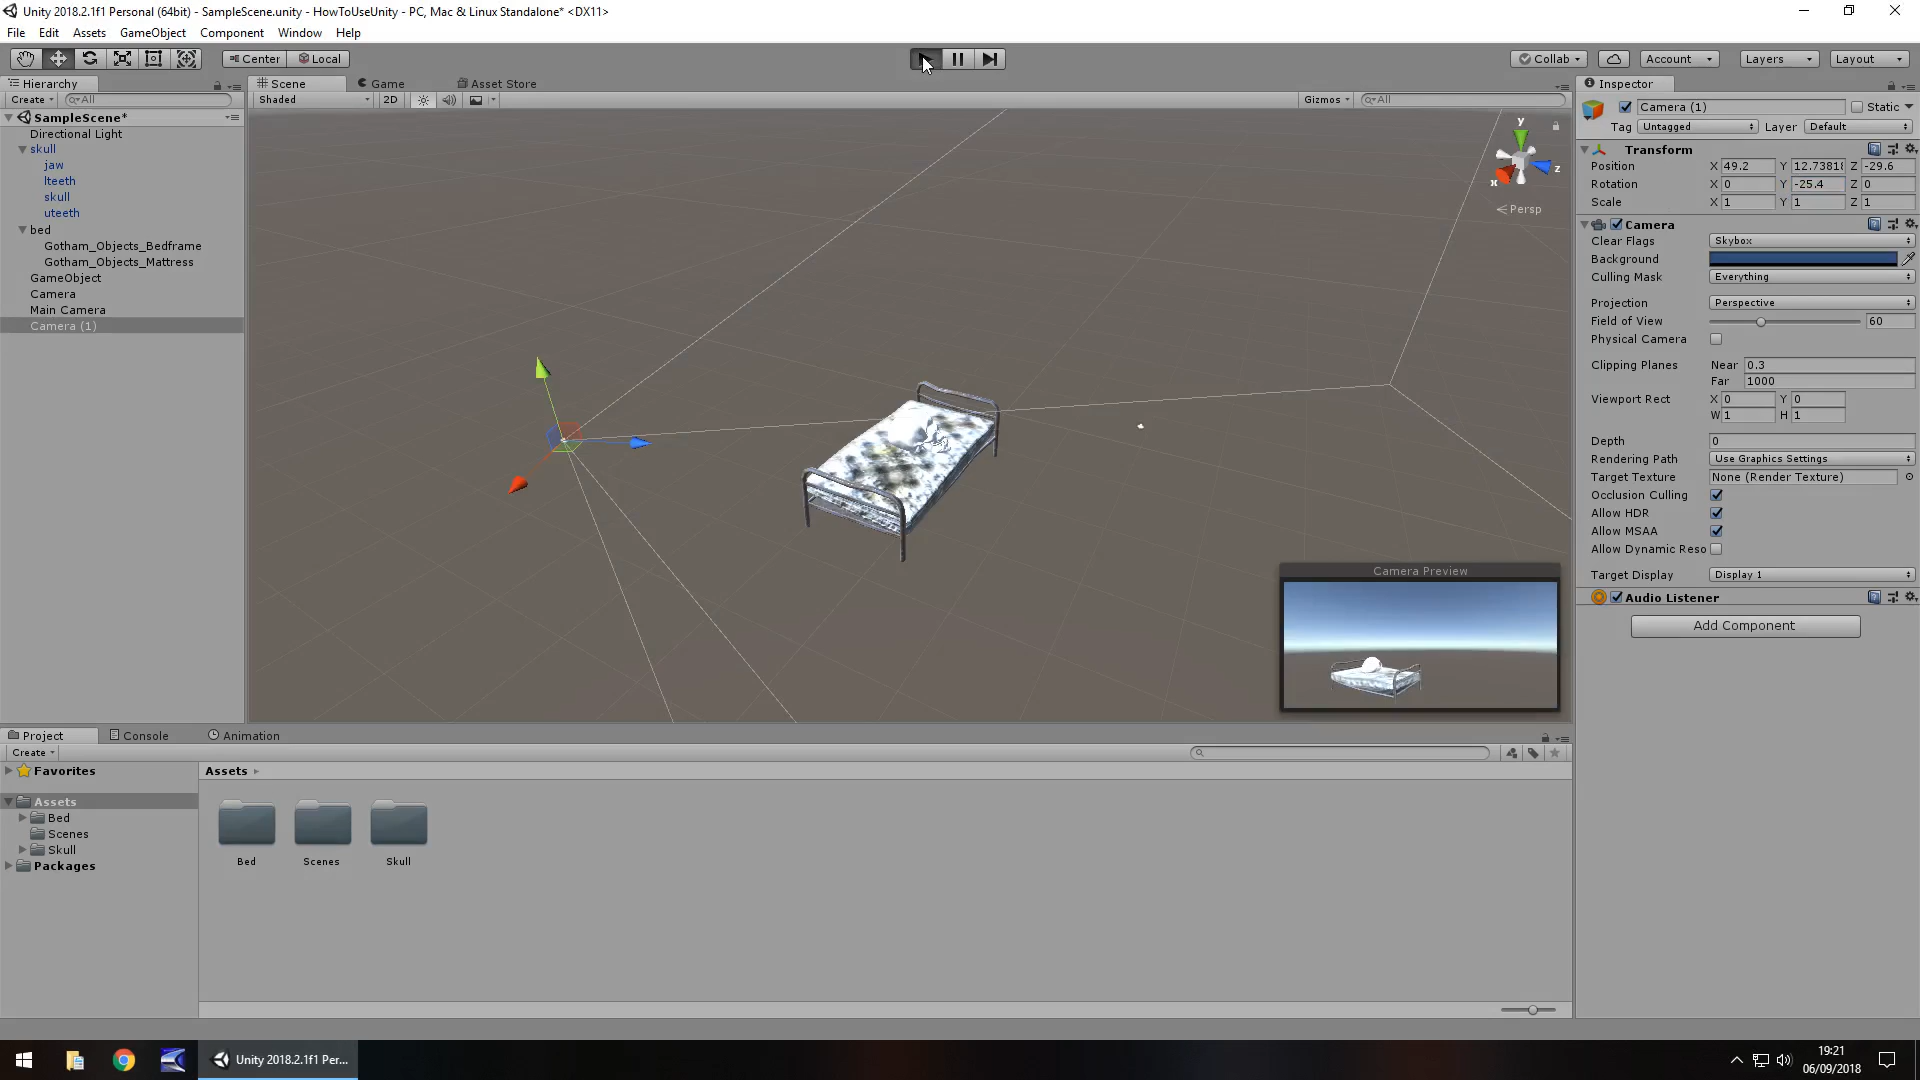 Unity 2018.2.1f1 Personal (64bit) - SampleScene.unity - HowToUseUnity - PC, Mac & Linux Standalone* <DX11>
File Edit Assets GameObject Component Window Help
Center Local Collab Account Layers Layout
Hierarchy Scene Game Asset Store Inspector
Create All Shaded 2D Gizmos All
Camera (1) Static
SampleScene*
Tag Untagged Layer Default
Directional Light
skull
jaw
lteeth
skull
uteeth
bed
Gotham_Objects_Bedframe
Gotham_Objects_Mattress
GameObject
Camera
Main Camera
Camera (1)
y
x
z
Persp
Camera Preview
Transform
Position X 49.2 Y 12.7381 Z -29.6
Rotation X 0 Y -25.4 Z 0
Scale X 1 Y 1 Z 1
Camera
Clear Flags Skybox
Background
Culling Mask Everything
Projection Perspective
Field of View 60
Physical Camera
Clipping Planes Near 0.3
Far 1000
Viewport Rect X 0 Y 0
W 1 H 1
Depth 0
Rendering Path Use Graphics Settings
Target Texture None (Render Texture)
Occlusion Culling
Allow HDR
Allow MSAA
Allow Dynamic Reso
Target Display Display 1
Audio Listener
Add Component
Project Console Animation
Create
Favorites
Assets
Bed
Scenes
Skull
Packages
Assets
Bed Scenes Skull
Unity 2018.2.1f1 Per...
19:21
06/09/2018